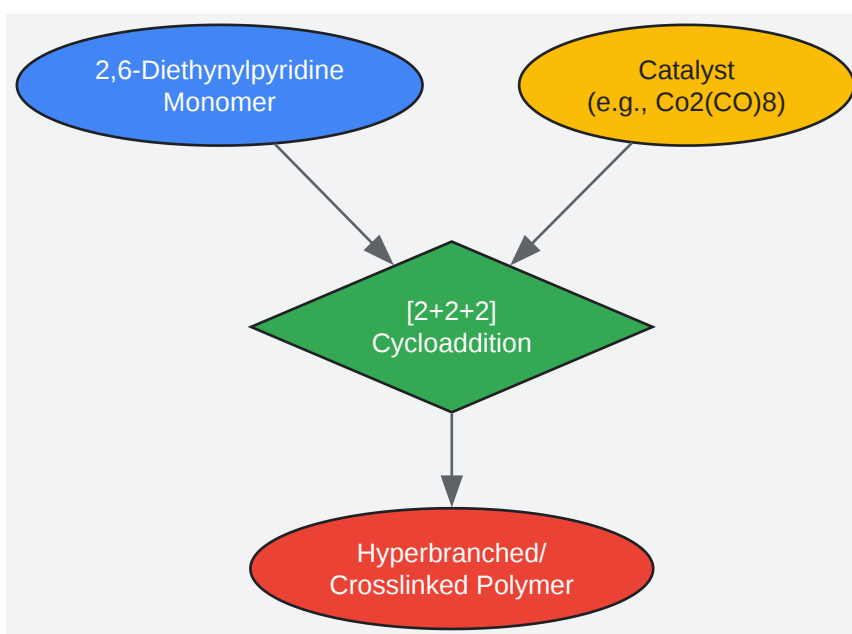 2,6-Diethynylpyridine
Monomer
Catalyst
(e.g., Co2(CO)8)
[2+2+2]
Cycloaddition
Hyperbranched/
Crosslinked Polymer